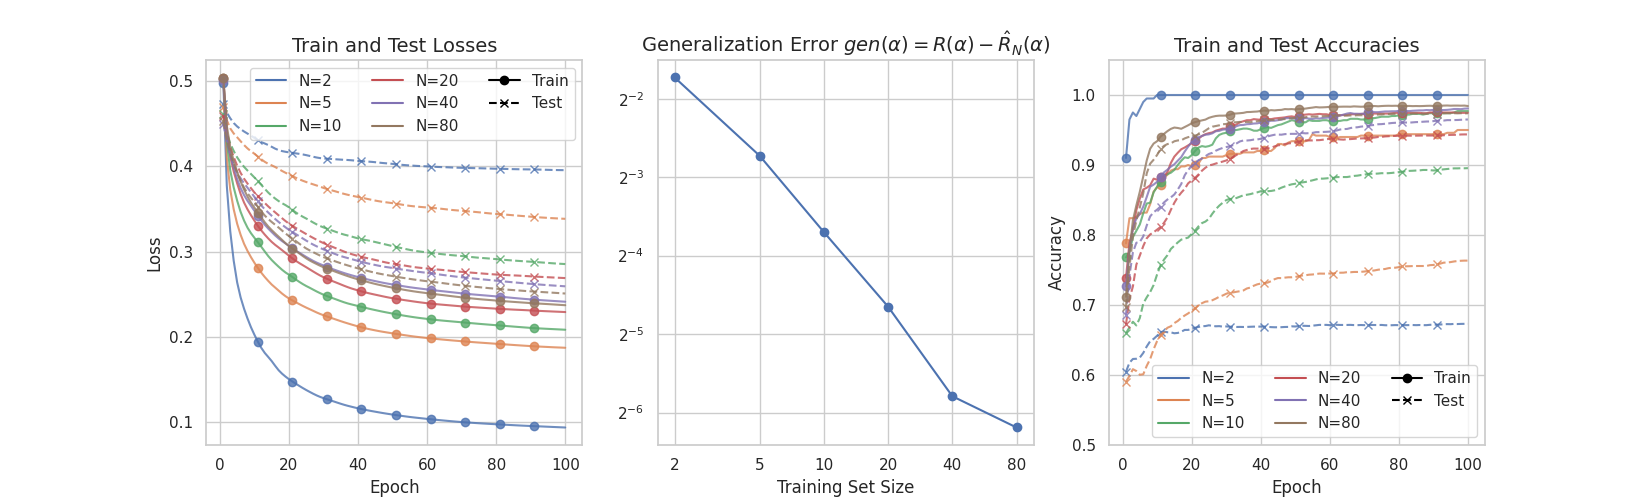 Train and Test Losses
0.5
0.4
0.3
0.2
0.1
Loss
0 20 40 60 80 100
Epoch
N=2 N=20 Train
N=5 N=40 Test
N=10 N=80
Generalization Error gen(α) = R(α) − R̂_N(α)
2⁻²
2⁻³
2⁻⁴
2⁻⁵
2⁻⁶
2 5 10 20 40 80
Training Set Size
Train and Test Accuracies
1.0
0.9
0.8
0.7
0.6
0.5
Accuracy
0 20 40 60 80 100
Epoch
N=2 N=20 Train
N=5 N=40 Test
N=10 N=80